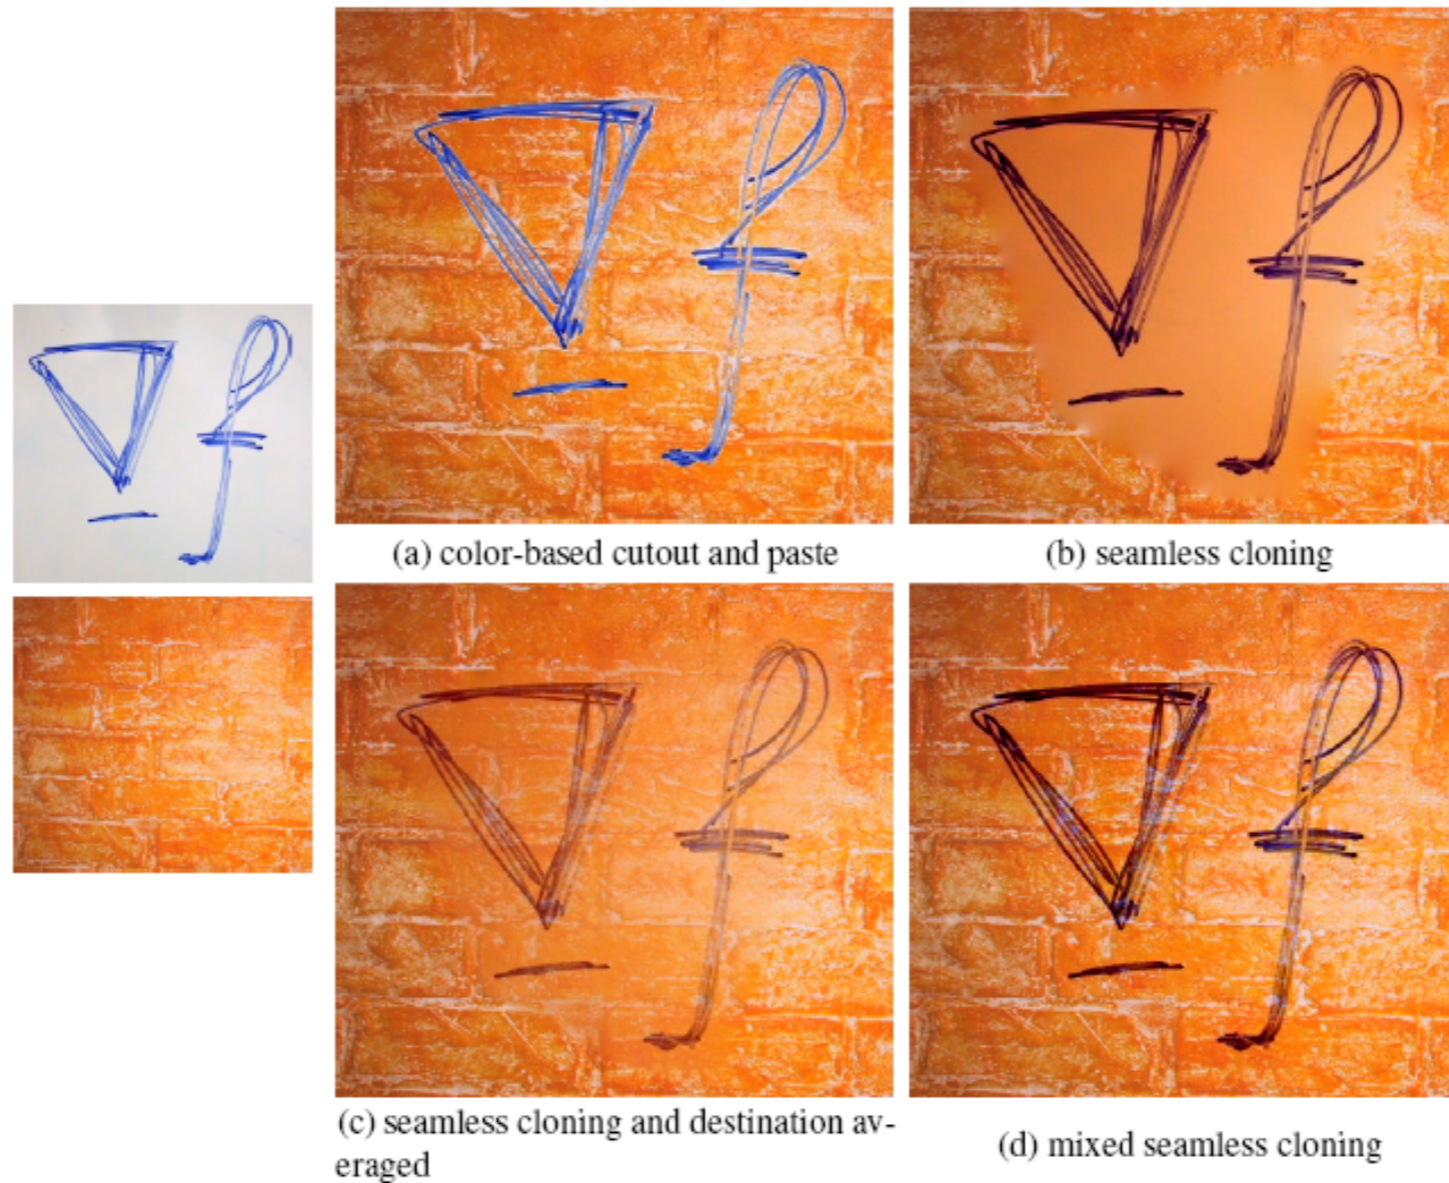 ∇ f
—
∇ f
—
(a) color-based cutout and paste
∇ f
—
(b) seamless cloning
∇ f
—
(c) seamless cloning and destination av-
eraged
∇ f
—
(d) mixed seamless cloning